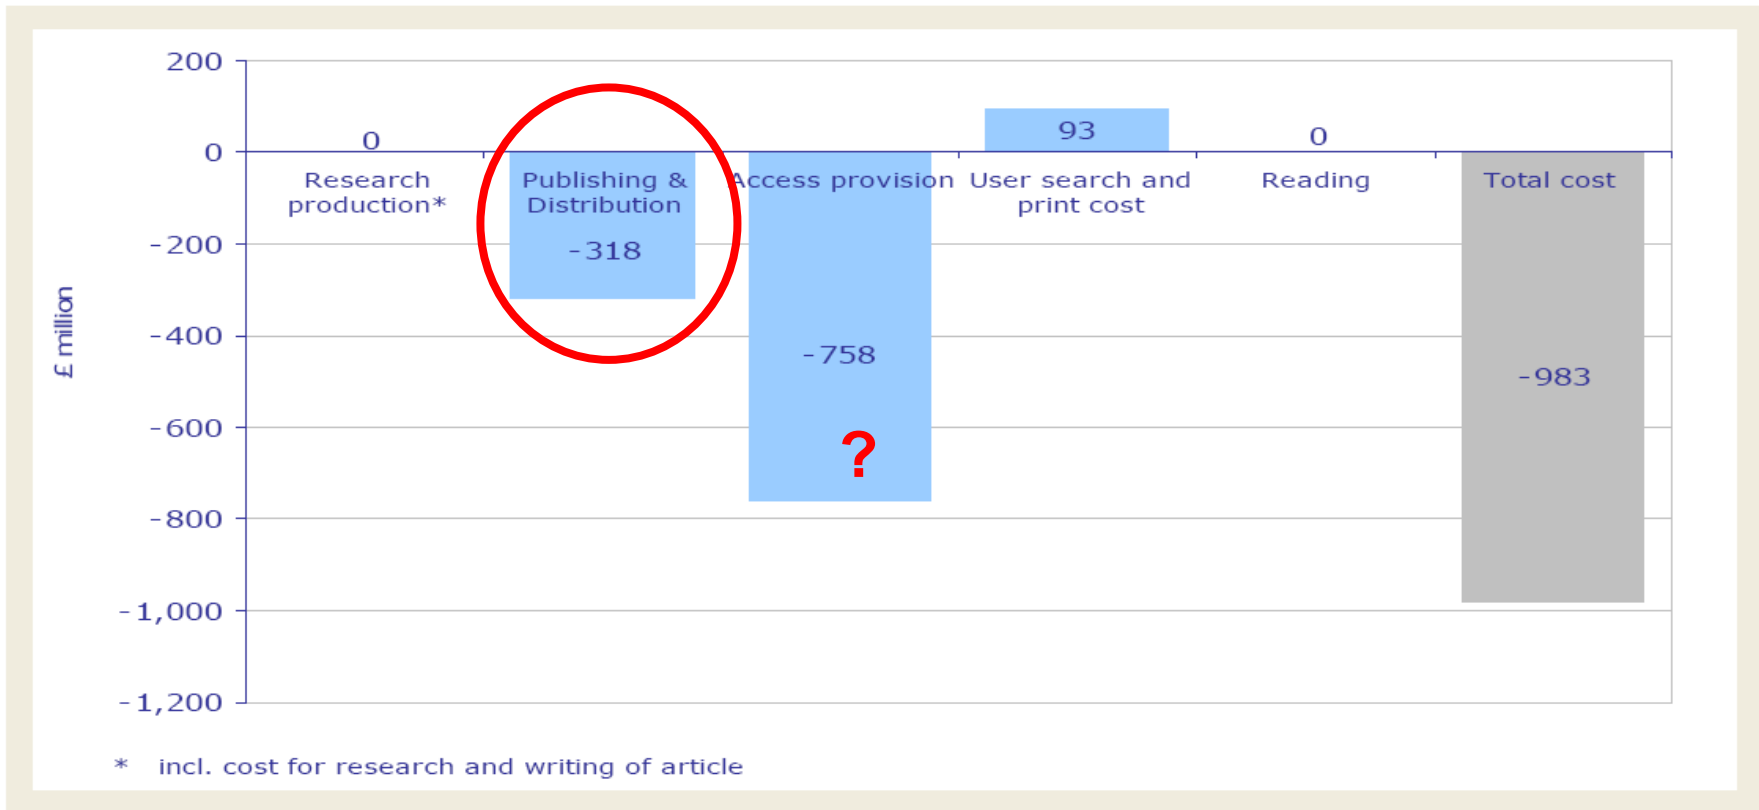 200
0
-200
-400
-600
-800
-1,000
-1,200
£ million
0
Research
production*
Publishing &
Distribution
-318
Access provision
-758
?
93
User search and
print cost
0
Reading
Total cost
-983
* incl. cost for research and writing of article